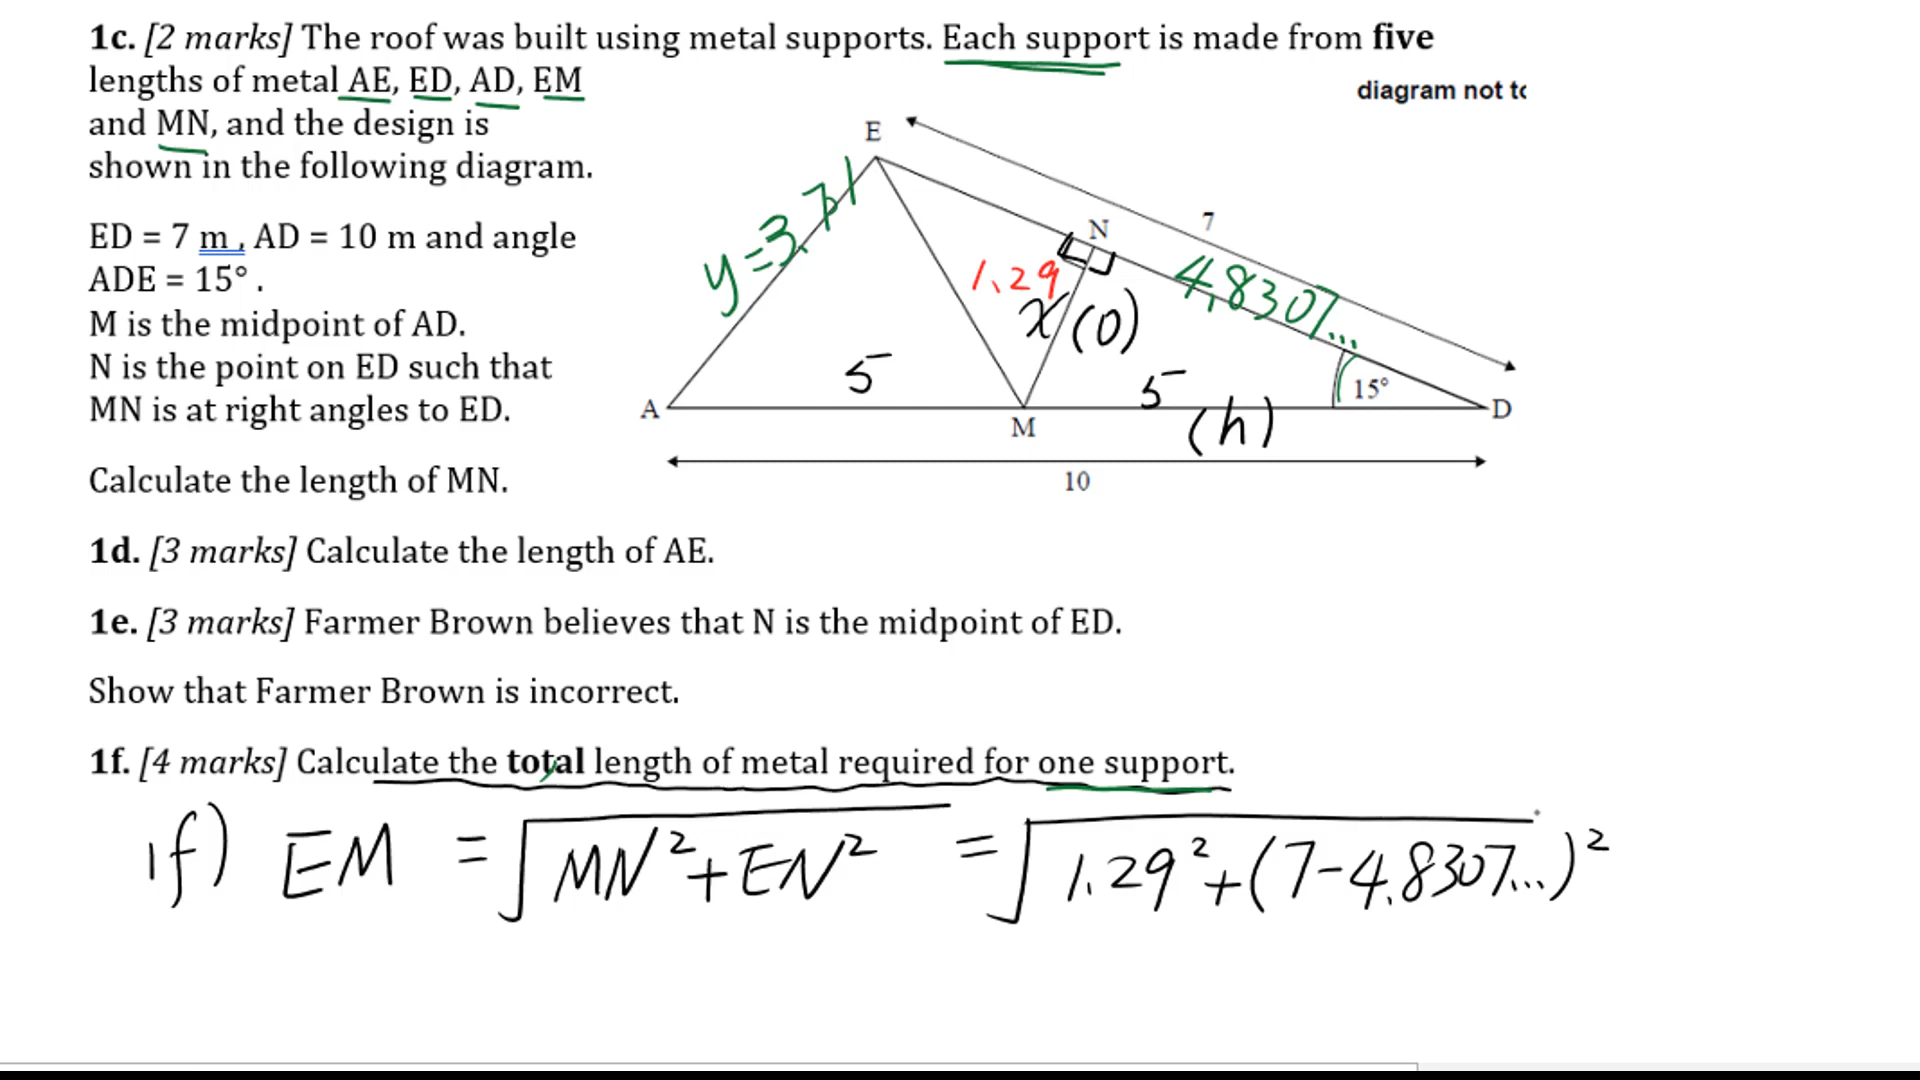 1c. [2 marks] The roof was built using metal supports. Each support is made from five
lengths of metal AE, ED, AD, EM
and MN, and the design is
shown in the following diagram.
diagram not to
ED = 7 m , AD = 10 m and angle
ADE = 15° .
M is the midpoint of AD.
N is the point on ED such that
MN is at right angles to ED.
Calculate the length of MN.
E
7
N
y=3.71
1.29
x(0)
4.8307...
5
5
(h)
15°
A
M
D
10
1d. [3 marks] Calculate the length of AE.
1e. [3 marks] Farmer Brown believes that N is the midpoint of ED.
Show that Farmer Brown is incorrect.
1f. [4 marks] Calculate the total length of metal required for one support.
1f) EM = √MN²+EN² = √1.29²+(7-4.8307...)²